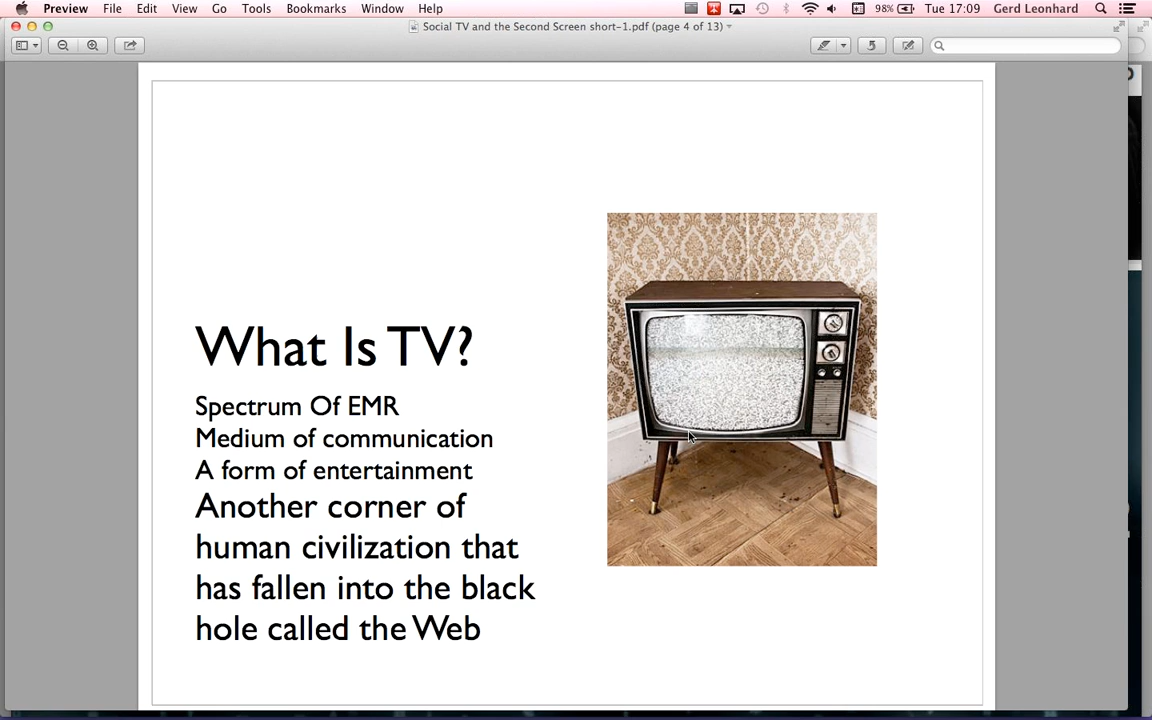 Preview File Edit View Go Tools Bookmarks Window Help 98% Tue 17:09 Gerd Leonhard
Social TV and the Second Screen short-1.pdf (page 4 of 13)
What Is TV?
Spectrum Of EMR
Medium of communication
A form of entertainment
Another corner of
human civilization that
has fallen into the black
hole called the Web